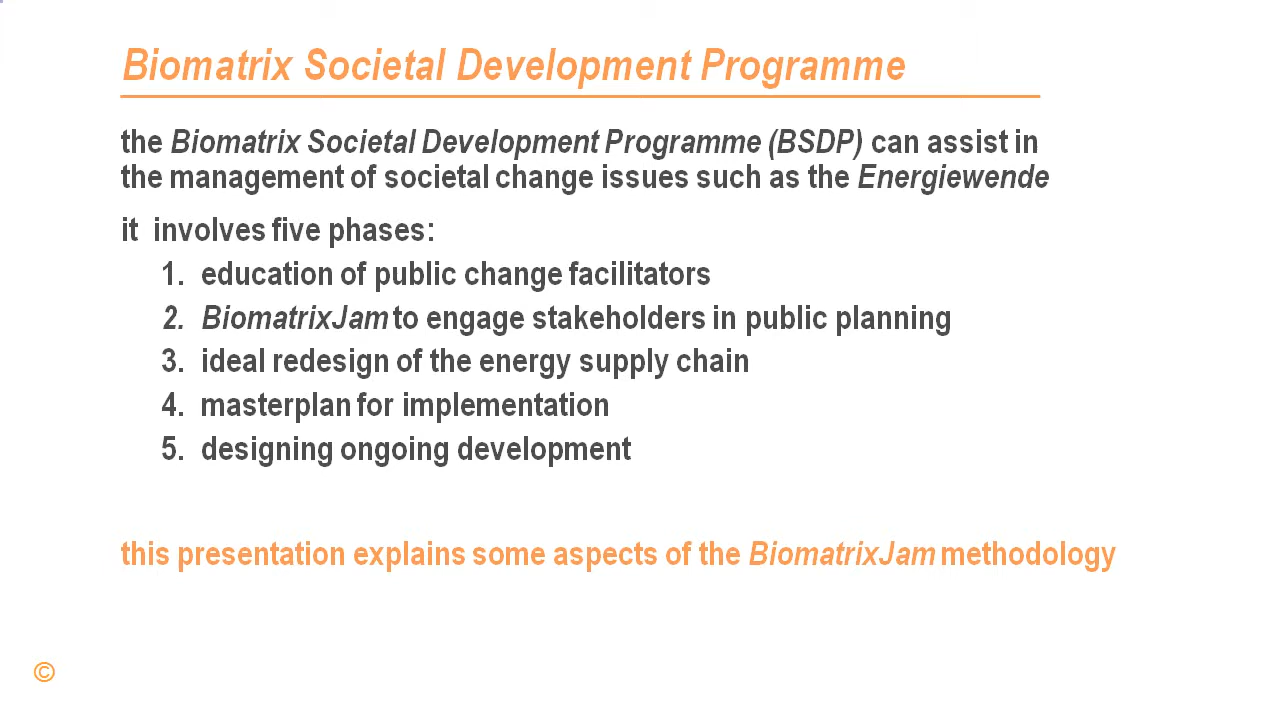 Biomatrix Societal Development Programme
the Biomatrix Societal Development Programme (BSDP) can assist in
the management of societal change issues such as the Energiewende
it involves five phases:
1. education of public change facilitators
2. BiomatrixJam to engage stakeholders in public planning
3. ideal redesign of the energy supply chain
4. masterplan for implementation
5. designing ongoing development
this presentation explains some aspects of the BiomatrixJam methodology
©